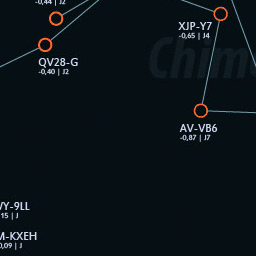 -0,44 | J2
XJP-Y7
-0,65 | J4
QV28-G
-0,40 | J2
AV-VB6
-0,87 | J7
VY-9LL
15 | J
M-KXEH
0,09 | J